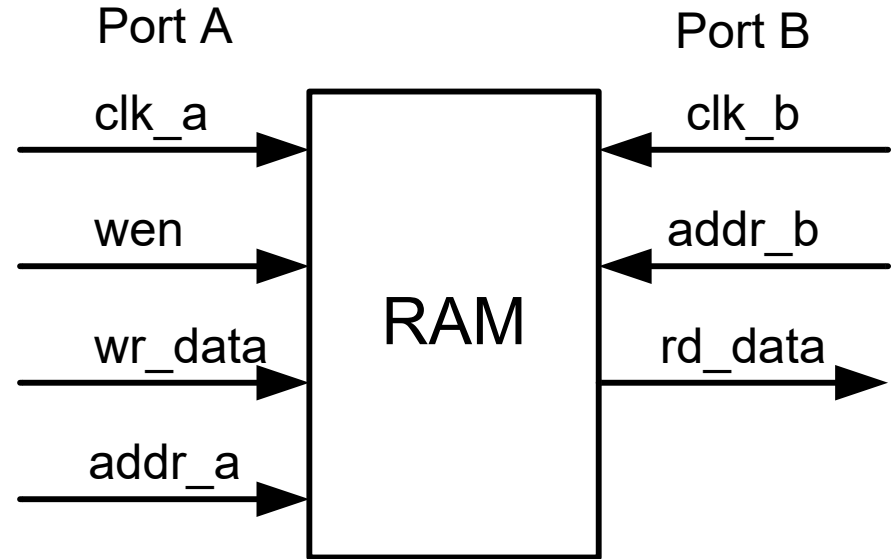 Port A
Port B
clk_a
clk_b
wen
addr_b
RAM
wr_data
rd_data
addr_a